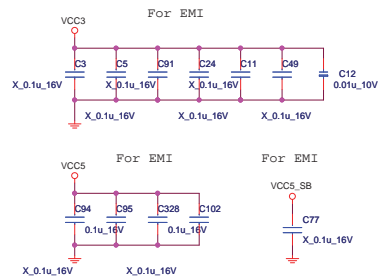 For EMI
VCC3
C3 C5 C91 C24 C11 C49
C12
X_0.1u_16V X_0.1u_16V X_0.1u_16V
0.01u_10V
X_0.1u_16V X_0.1u_16V X_0.1u_16V
For EMI For EMI
VCC5
VCC5_SB
C94 C95 C328 C102
C77
0.1u_16V 0.1u_16V
X_0.1u_16V
X_0.1u_16V X_0.1u_16V